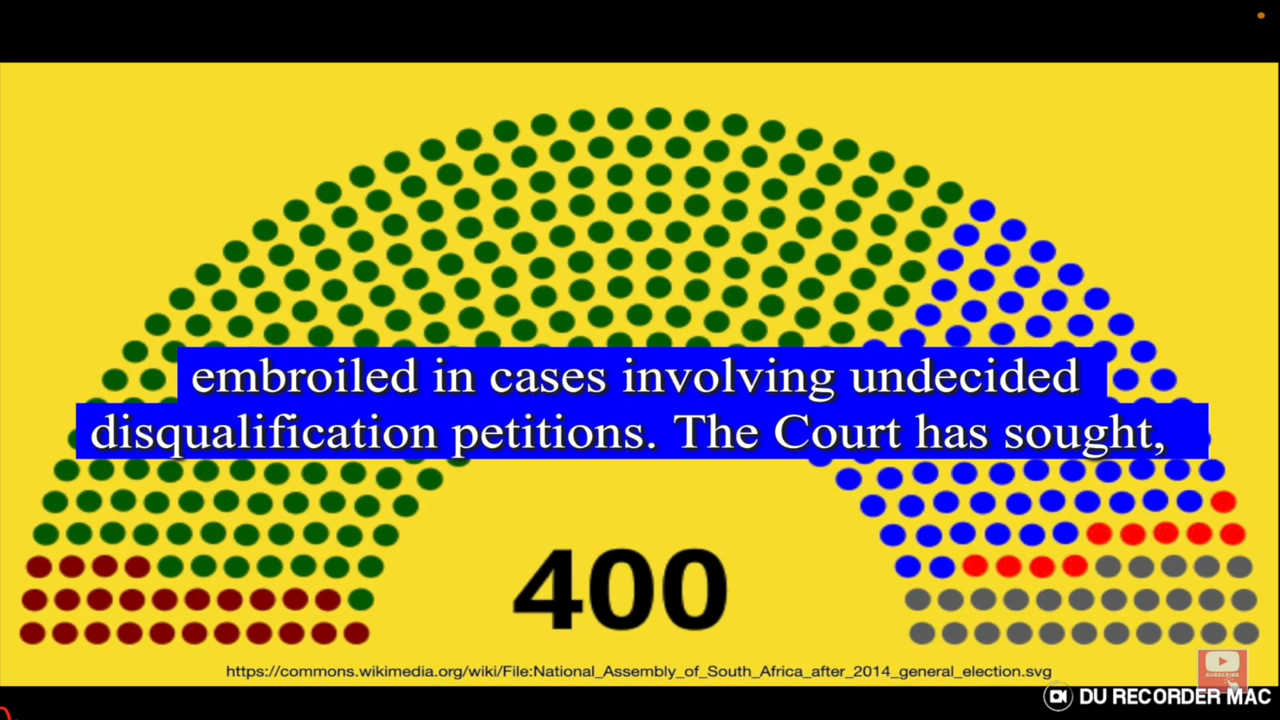 embroiled in cases involving undecided
disqualification petitions. The Court has sought,
400
https://commons.wikimedia.org/wiki/File:National_Assembly_of_South_Africa_after_2014_general_election.svg
SUBSCRIBE
DU RECORDER MAC